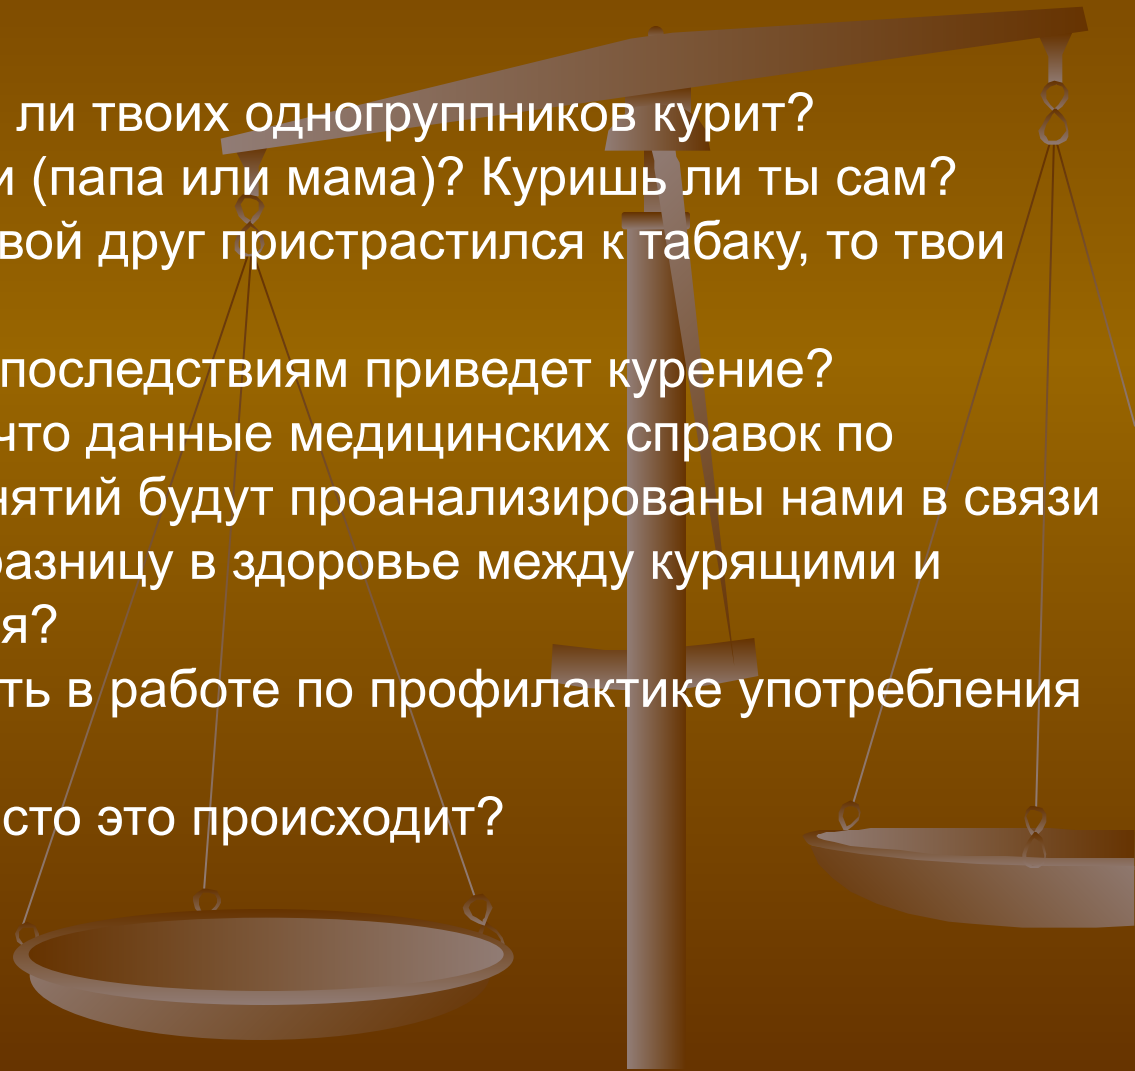 ли твоих одногруппников курит?
и (папа или мама)? Куришь ли ты сам?
вой друг пристрастился к табаку, то твои
последствиям приведет курение?
что данные медицинских справок по
нятий будут проанализированы нами в связи
разницу в здоровье между курящими и
я?
ть в работе по профилактике употребления
сто это происходит?